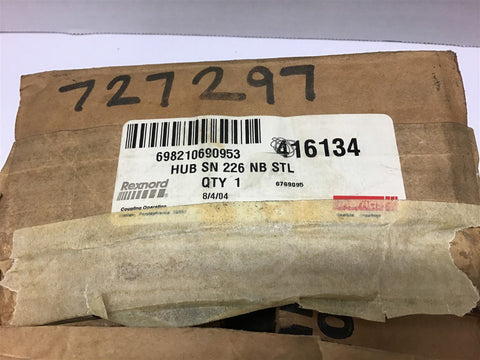 727297
698210690953
416134
HUB SN 226 NB STL
Rexnord
QTY 1
6769095
8/4/04
Coupling Operation